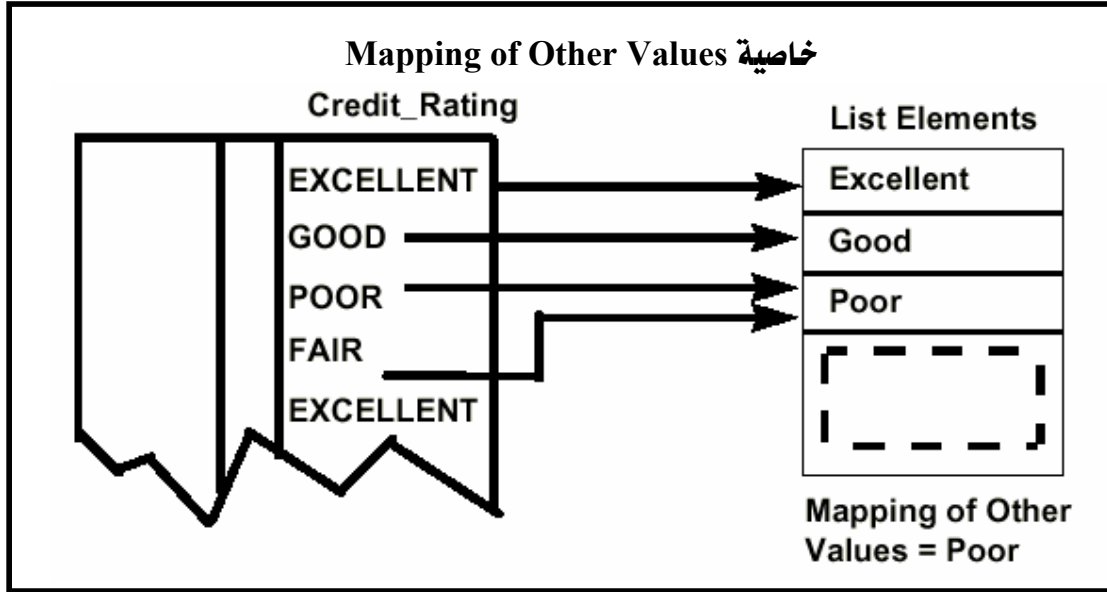 خاصية Mapping of Other Values
Credit_Rating
EXCELLENT
GOOD
POOR
FAIR
EXCELLENT
List Elements
Excellent
Good
Poor
Mapping of Other
Values = Poor